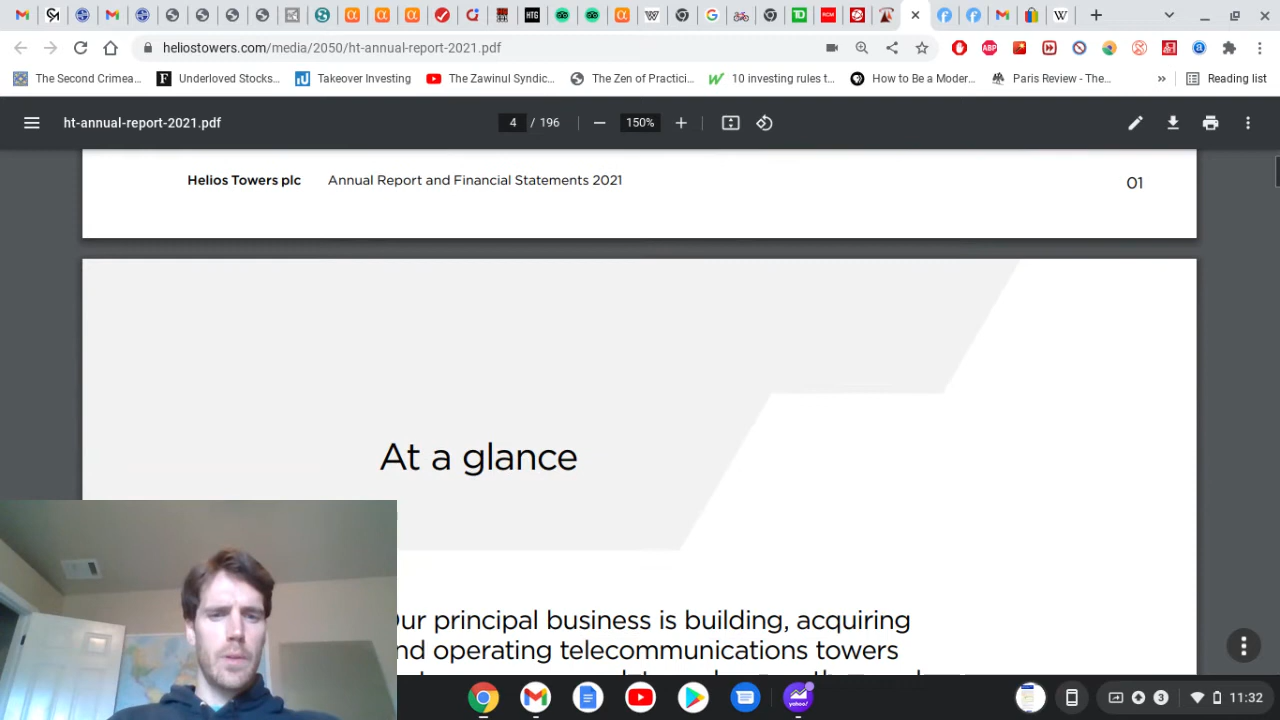 heliostowers.com/media/2050/ht-annual-report-2021.pdf
The Second Crimea...
Underloved Stocks...
Takeover Investing
The Zawinul Syndic...
The Zen of Practici...
10 investing rules t...
How to Be a Moder...
Paris Review - The...
»
Reading list
ht-annual-report-2021.pdf
4 / 196
150%
Helios Towers plc Annual Report and Financial Statements 2021 01
At a glance
ur principal business is building, acquiring
nd operating telecommunications towers
yahoo!
3
11:32